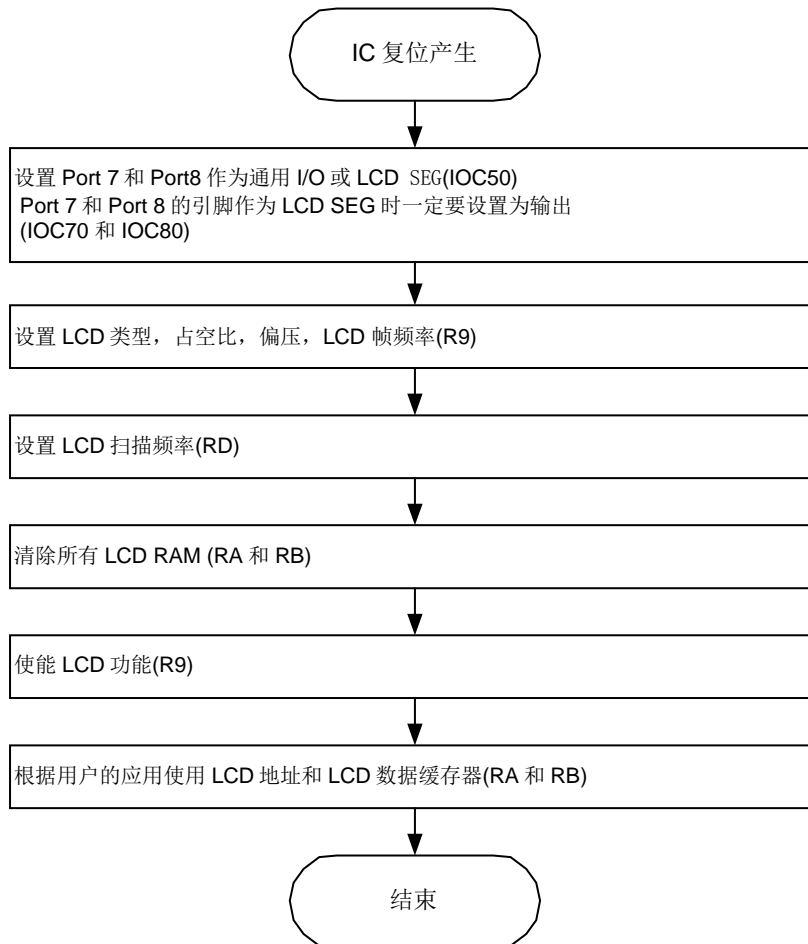 IC 复位产生
设置 Port 7 和 Port8 作为通用 I/O 或 LCD SEG(IOC50)
Port 7 和 Port 8 的引脚作为 LCD SEG 时一定要设置为输出
(IOC70 和 IOC80)
设置 LCD 类型，占空比，偏压，LCD 帧频率(R9)
设置 LCD 扫描频率(RD)
清除所有 LCD RAM (RA 和 RB)
使能 LCD 功能(R9)
根据用户的应用使用 LCD 地址和 LCD 数据缓存器(RA 和 RB)
结束